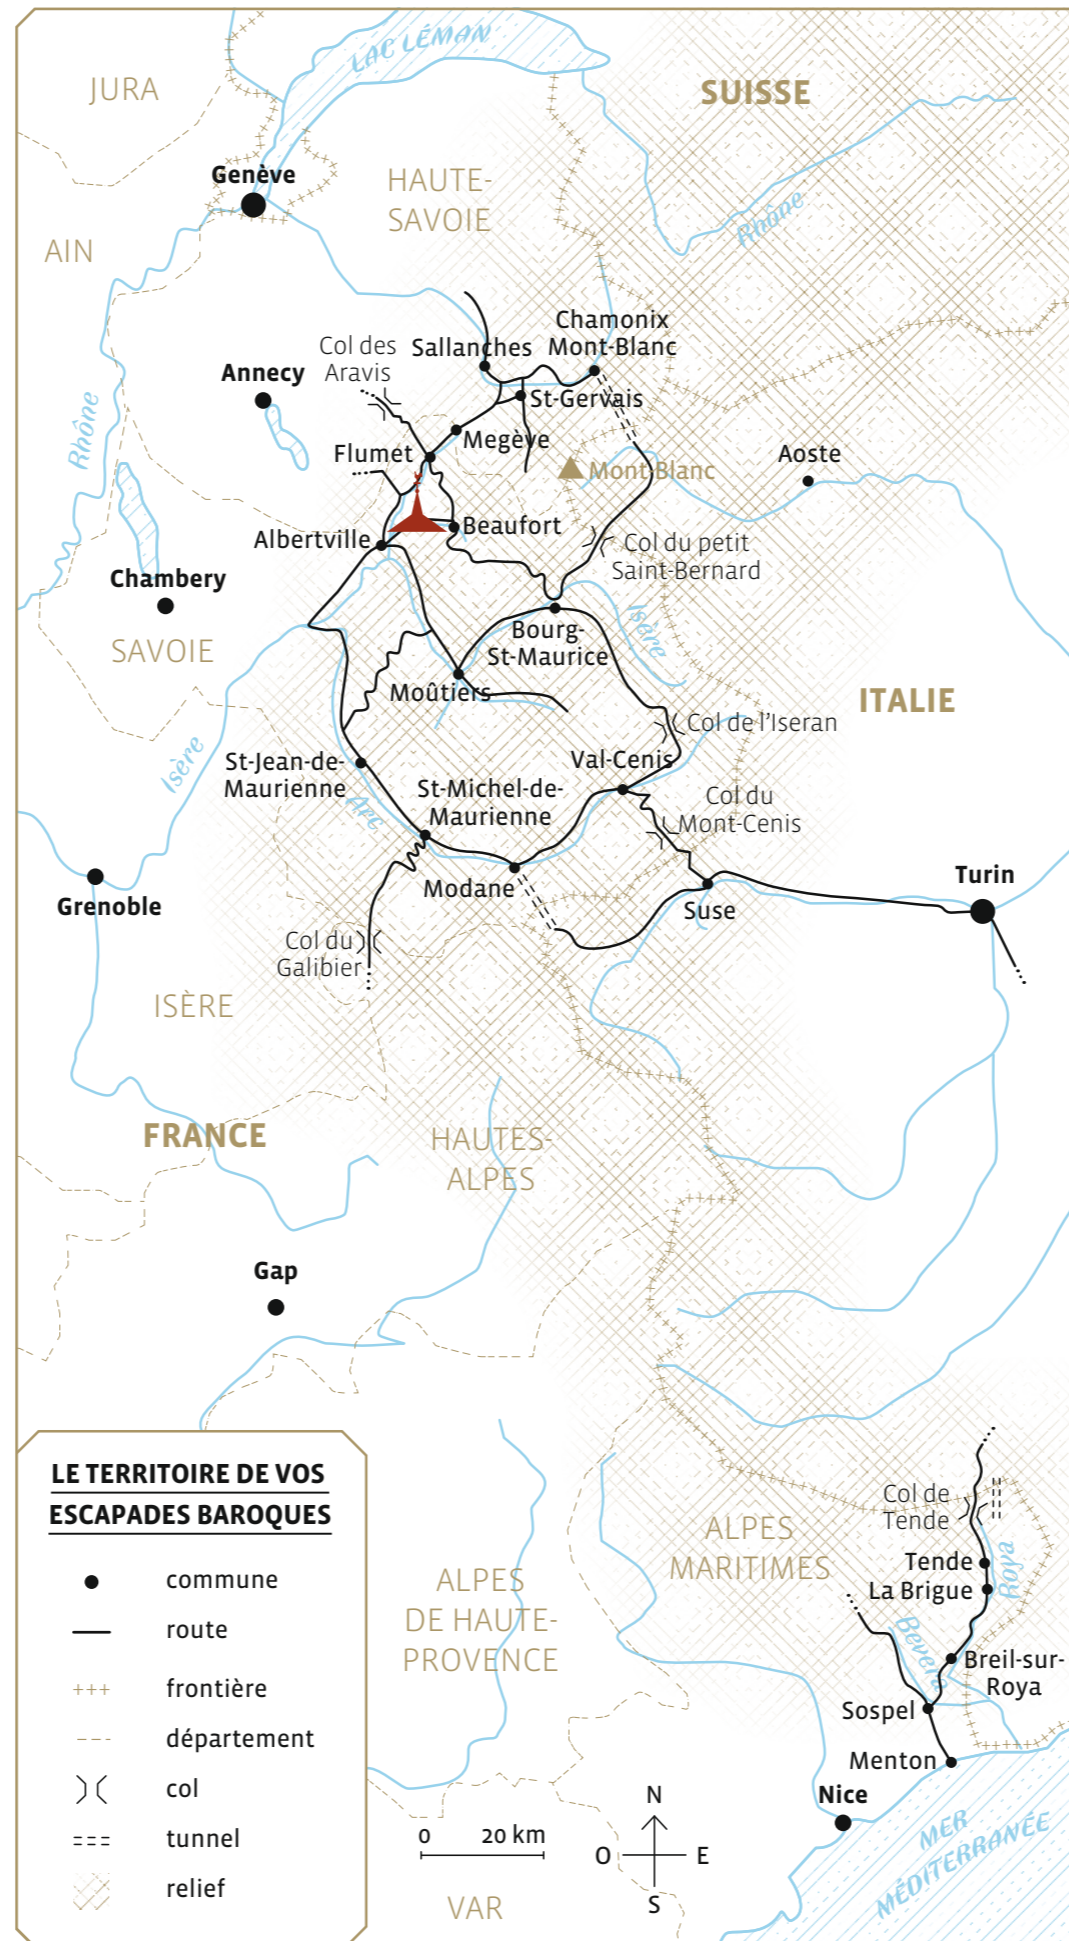 LAC LÉMAN
JURA
SUISSE
Genève
HAUTE-
SAVOIE
Rhône
AIN
Chamonix
Mont-Blanc
Col des
Aravis
Sallanches
Annecy
St-Gervais
Rhône
Megève
Flumet
Mont-Blanc
Aoste
Beaufort
Albertville
Col du petit
Saint-Bernard
Chambery
Isère
SAVOIE
Bourg-
St-Maurice
Moûtiers
ITALIE
Col de l'Iseran
Isère
St-Jean-de-
Maurienne
Val-Cenis
Arc
St-Michel-de-
Maurienne
Col du
Mont-Cenis
Turin
Modane
Grenoble
Suse
Col du
Galibier
ISÈRE
FRANCE
HAUTES-
ALPES
Gap
LE TERRITOIRE DE VOS
ESCAPADES BAROQUES
commune
route
frontière
département
col
tunnel
relief
Col de
Tende
ALPES
MARITIMES
Tende
La Brigue
Roya
ALPES
DE HAUTE-
PROVENCE
Bevera
Breil-sur-
Roya
Sospel
Menton
Nice
MER
MÉDITERRANÉE
0 20 km
N
O E
S
VAR